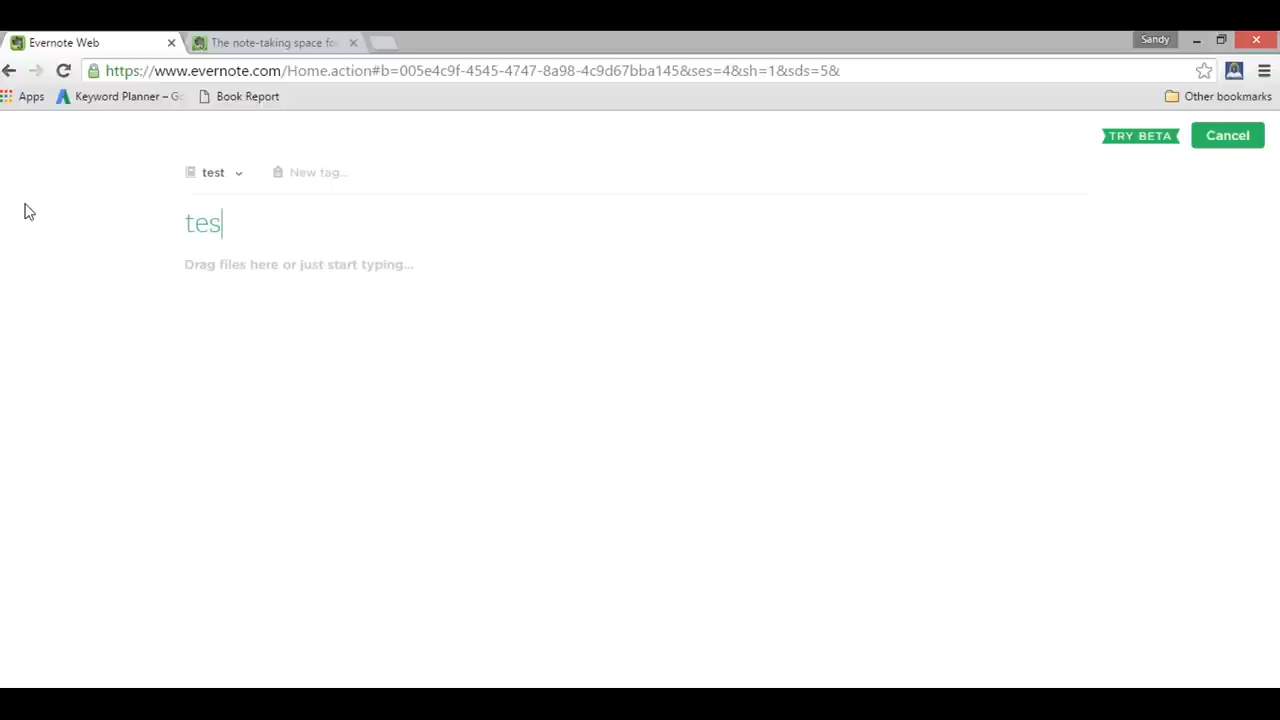 Evernote Web
The note-taking space fo
Sandy
https://www.evernote.com/Home.action#b=005e4c9f-4545-4747-8a98-4c9d67bba145&ses=4&sh=1&sds=5&
Apps
Keyword Planner – Go
Book Report
Other bookmarks
TRY BETA
Cancel
test
New tag...
tes
Drag files here or just start typing...